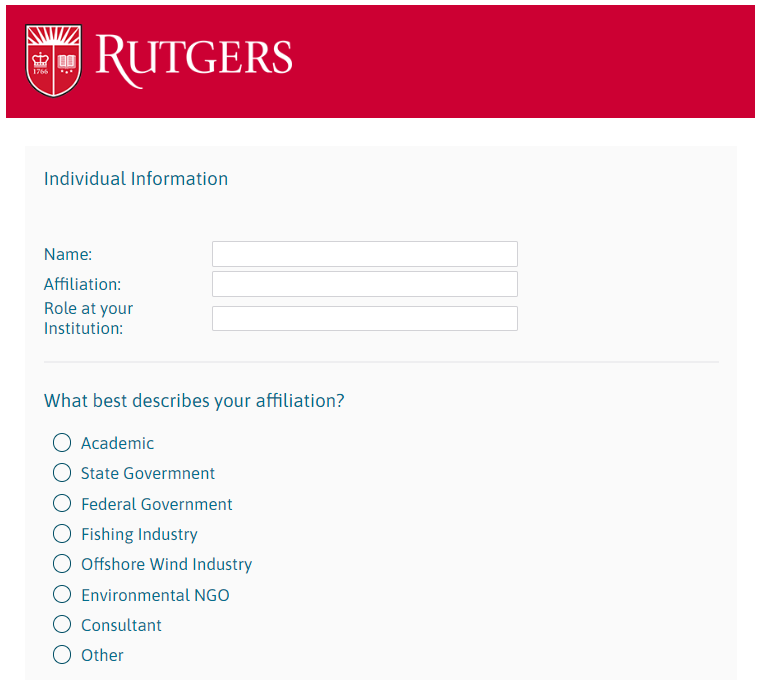 1766
RUTGERS
Individual Information
Name:
Affiliation:
Role at your
Institution:
What best describes your affiliation?
Academic
State Govermnent
Federal Government
Fishing Industry
Offshore Wind Industry
Environmental NGO
Consultant
Other